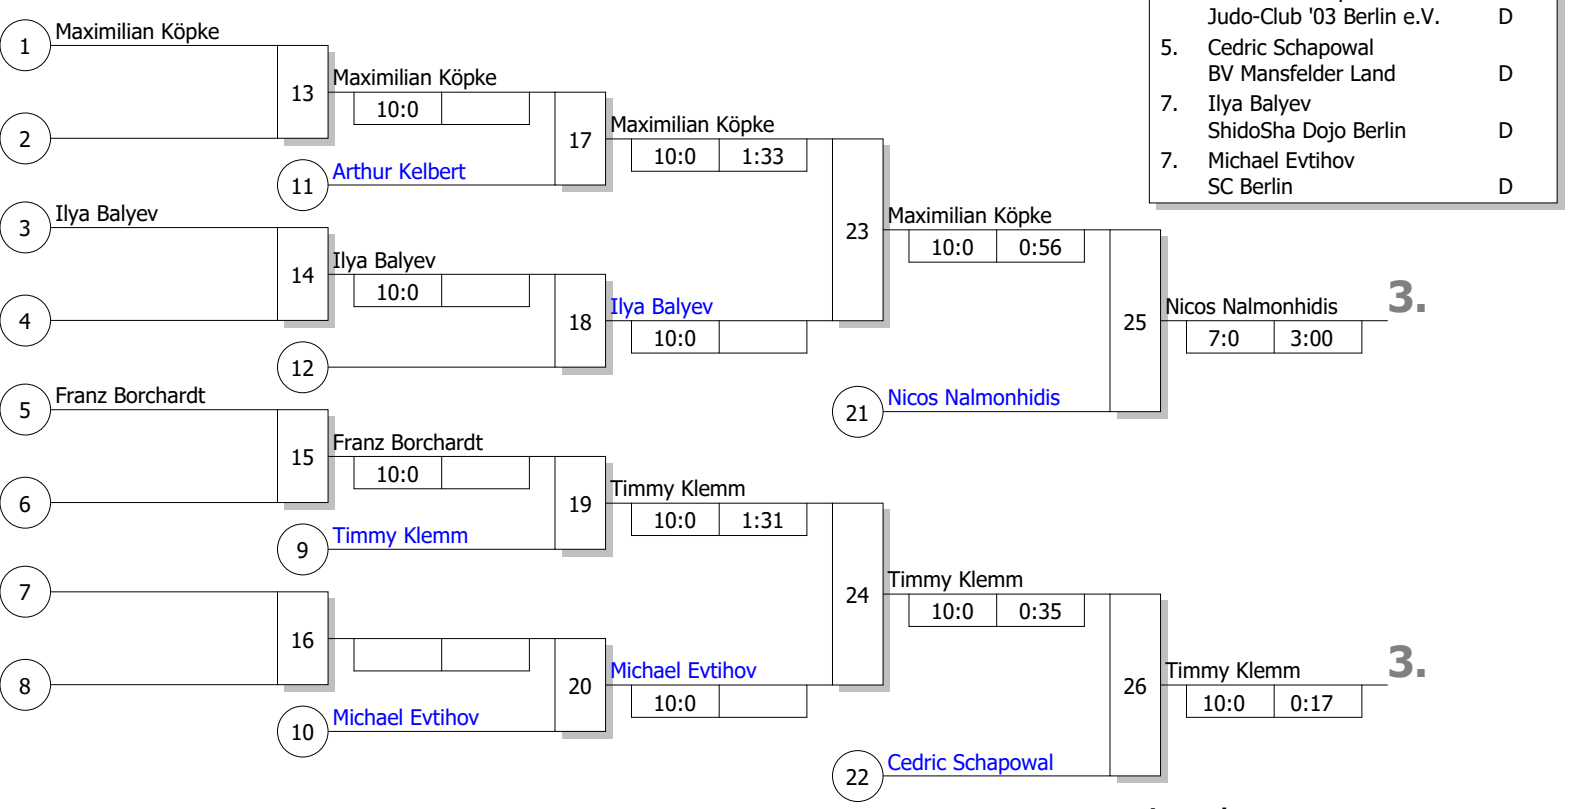 Judo-Club '03 Berlin e.V. D
5. Cedric Schapowal
BV Mansfelder Land D
7. Ilya Balyev
ShidoSha Dojo Berlin D
7. Michael Evtihov
SC Berlin D
1 Maximilian Köpke
13 Maximilian Köpke
10:0
2
17 Maximilian Köpke
10:0 1:33
11 Arthur Kelbert
3 Ilya Balyev
23 Maximilian Köpke
10:0 0:56
14 Ilya Balyev
10:0
4
18 Ilya Balyev
10:0
25 Nicos Nalmonhidis 3.
7:0 3:00
12
5 Franz Borchardt
21 Nicos Nalmonhidis
15 Franz Borchardt
10:0
6
19 Timmy Klemm
10:0 1:31
9 Timmy Klemm
7
24 Timmy Klemm
10:0 0:35
16
8
20 Michael Evtihov
10:0
26 Timmy Klemm 3.
10:0 0:17
10 Michael Evtihov
22 Cedric Schapowal